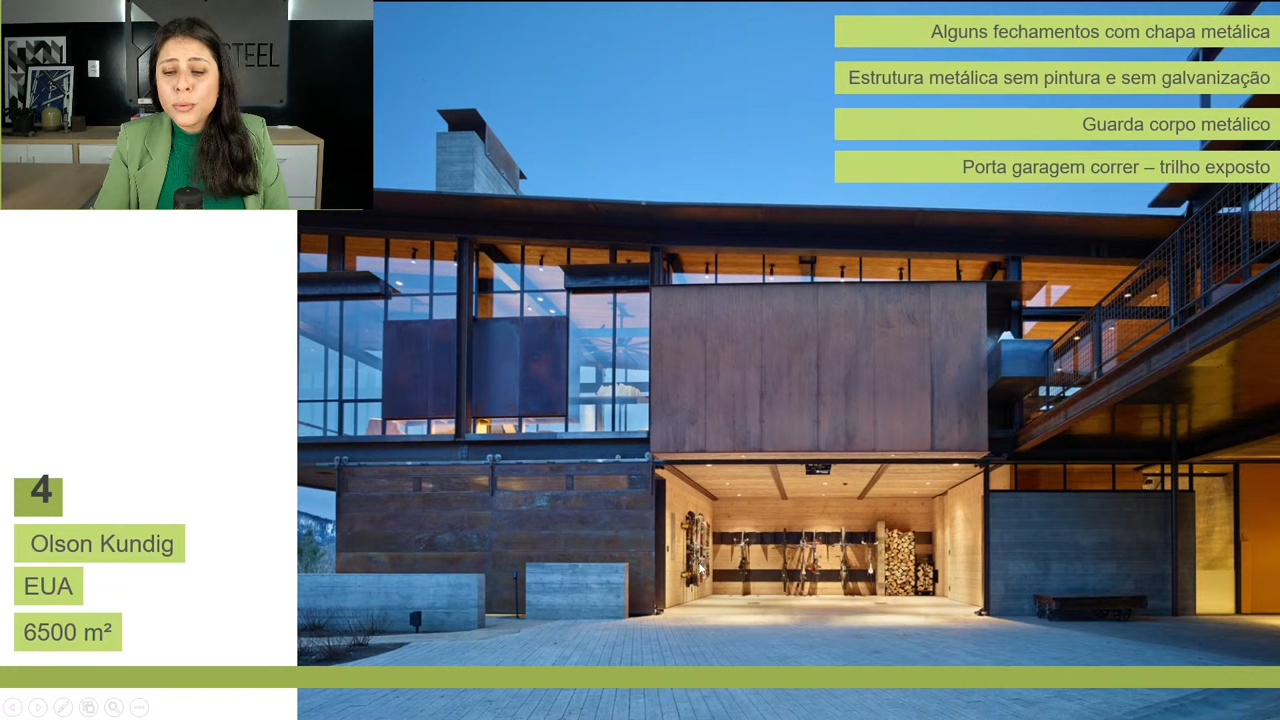 STEEL
Alguns fechamentos com chapa metálica
Estrutura metálica sem pintura e sem galvanização
Guarda corpo metálico
Porta garagem correr – trilho exposto
4
Olson Kundig
EUA
6500 m²